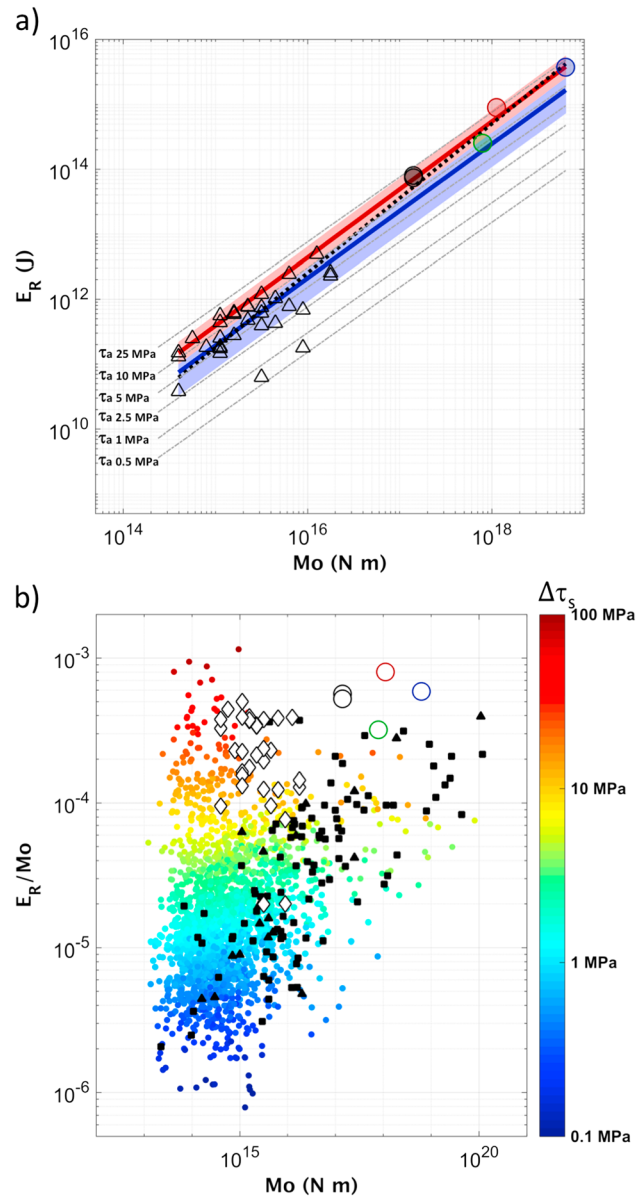 a)
10^16
10^14
10^12
10^10
E_R (J)
τa 25 MPa
τa 10 MPa
τa 5 MPa
τa 2.5 MPa
τa 1 MPa
τa 0.5 MPa
10^14 10^16 10^18
Mo (N m)
b)
Δτ_s
10^-3
10^-4
10^-5
10^-6
E_R/Mo
100 MPa
10 MPa
1 MPa
0.1 MPa
10^15 10^20
Mo (N m)